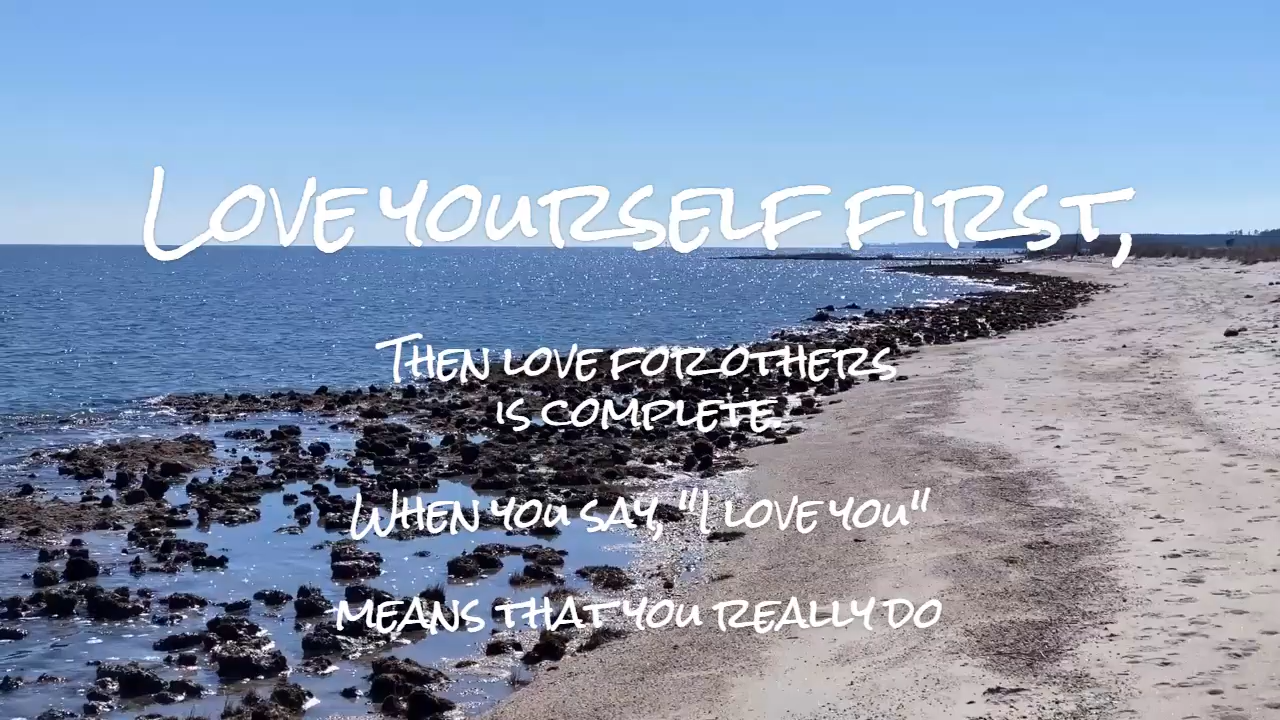 Love yourself first,
Then love for others
is complete.
When you say, "I love you"
means that you really do